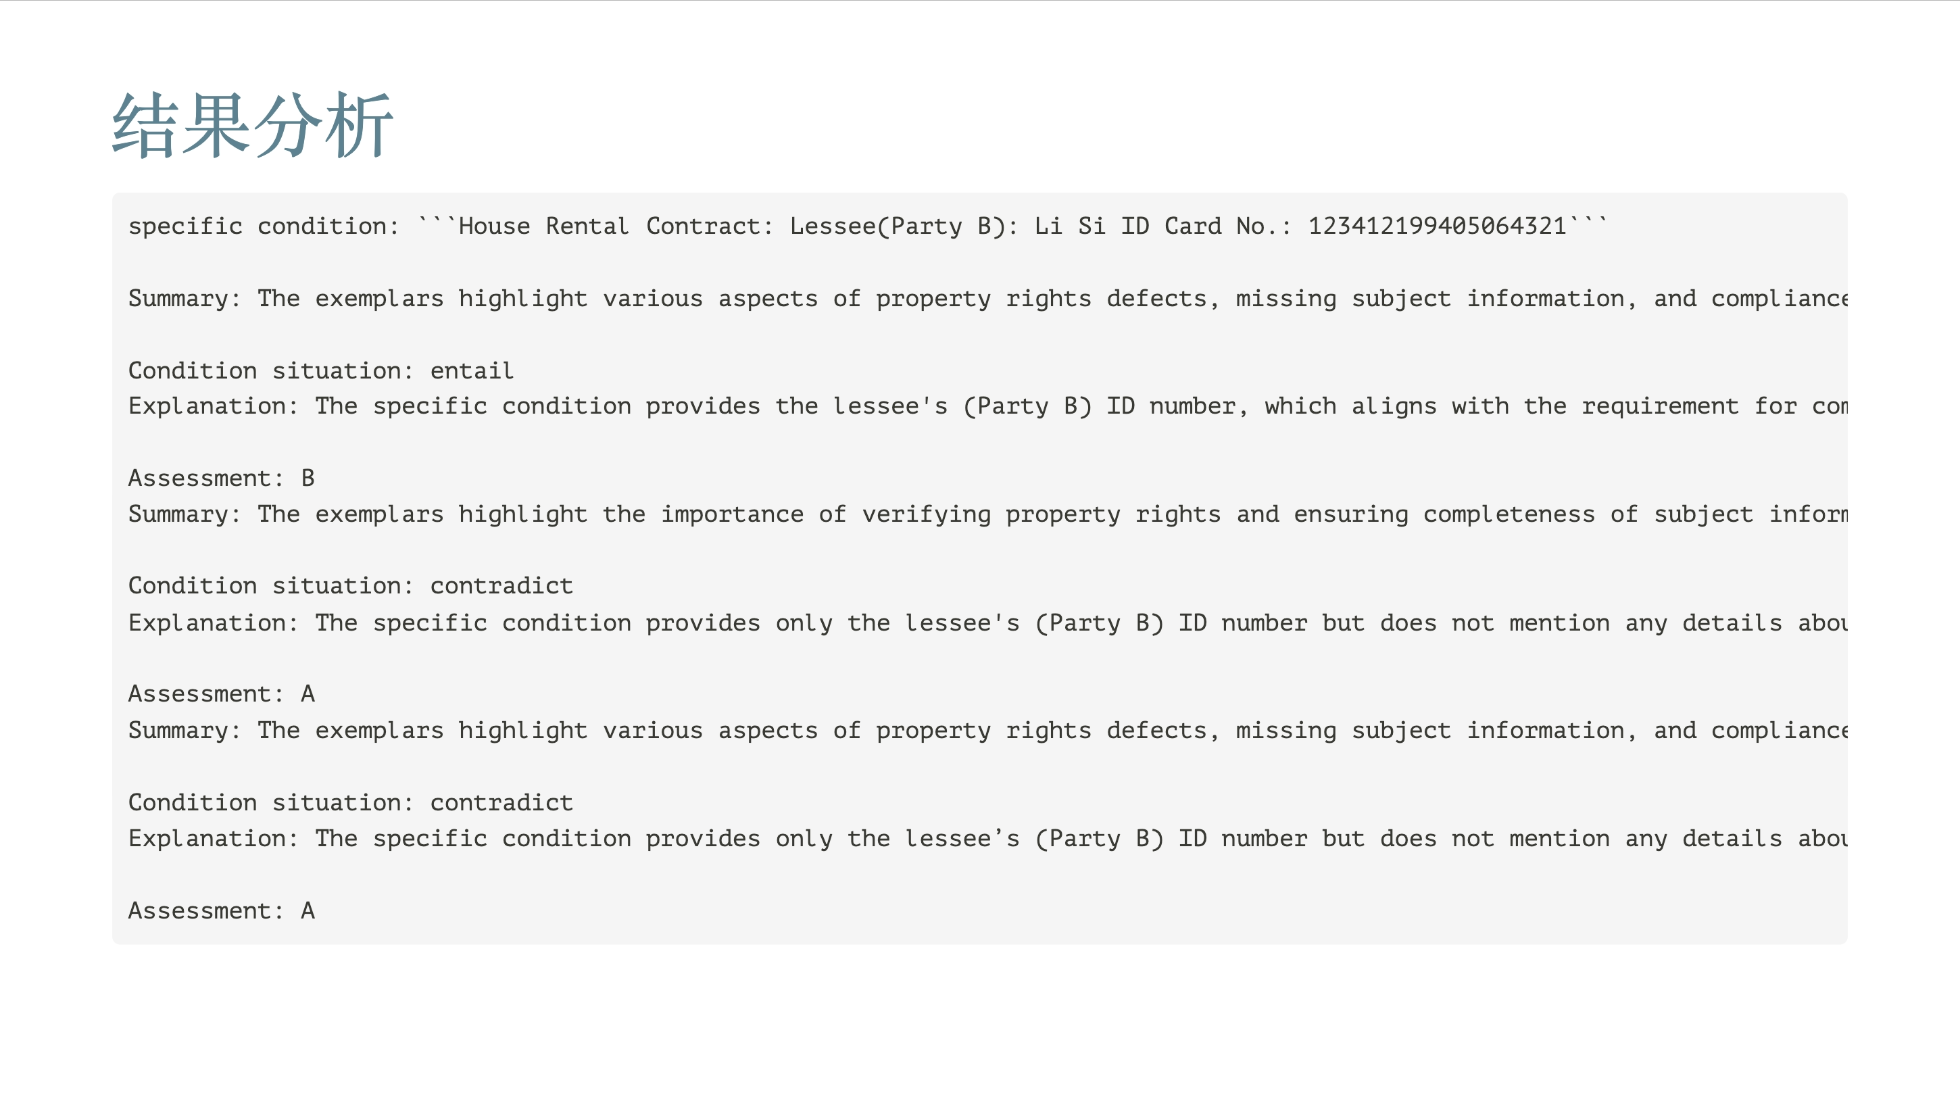 结果分析
specific condition: ```House Rental Contract: Lessee(Party B): Li Si ID Card No.: 123412199405064321```
Summary: The exemplars highlight various aspects of property rights defects, missing subject information, and compliance
Condition situation: entail
Explanation: The specific condition provides the lessee's (Party B) ID number, which aligns with the requirement for
Assessment: B
Summary: The exemplars highlight the importance of verifying property rights and ensuring completeness of subject
Condition situation: contradict
Explanation: The specific condition provides only the lessee's (Party B) ID number but does not mention any details
Assessment: A
Summary: The exemplars highlight various aspects of property rights defects, missing subject information, and compliance
Condition situation: contradict
Explanation: The specific condition provides only the lessee’s (Party B) ID number but does not mention any details
Assessment: A